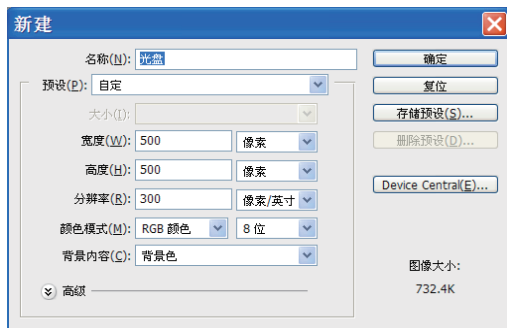 新建
名称(N): 光盘 确定
预设(P): 自定 复位
大小(I): 存储预设(S)...
宽度(W): 500 像素 删除预设(D)...
高度(H): 500 像素
分辨率(R): 300 像素/英寸 Device Central(E)...
颜色模式(M): RGB 颜色 8 位
背景内容(C): 背景色 图像大小:
高级 732.4K